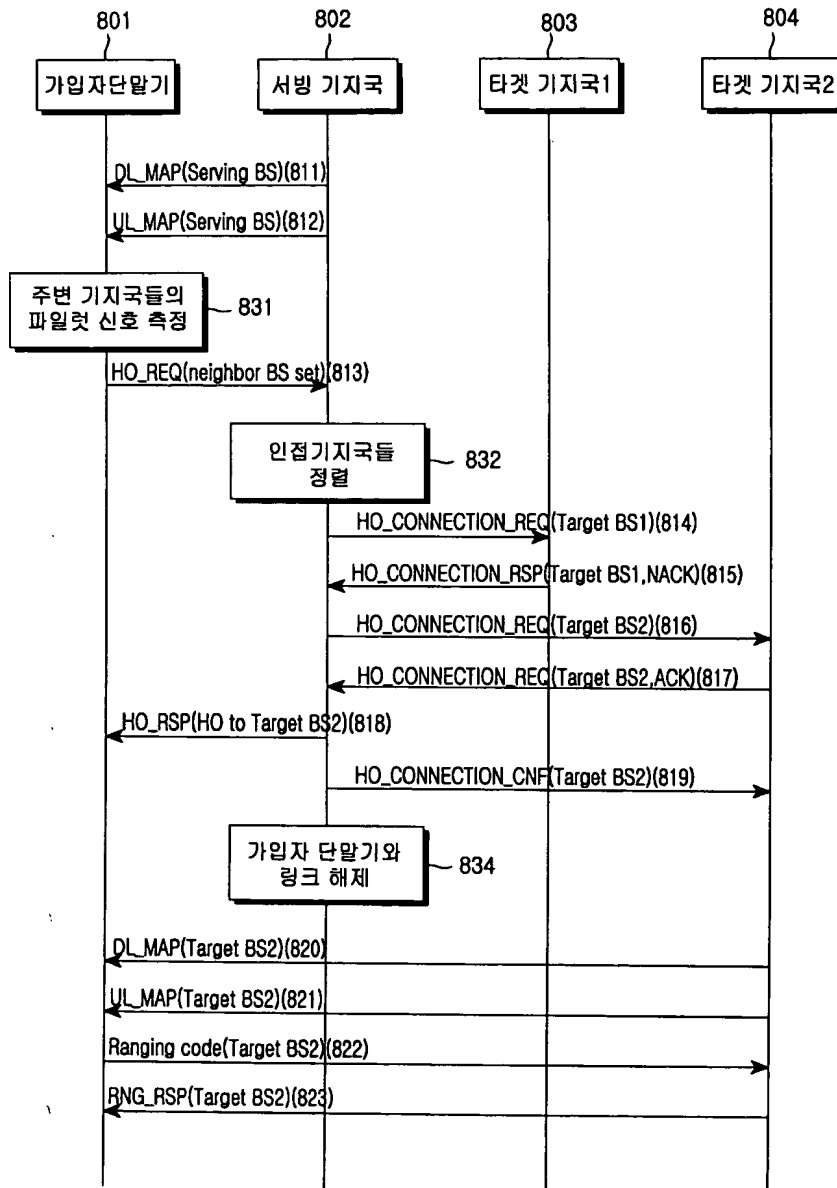 801
802
803
804
가입자단말기
서빙 기지국
타겟 기지국1
타겟 기지국2
DL_MAP(Serving BS)(811)
UL_MAP(Serving BS)(812)
주변 기지국들의
파일럿 신호 측정
831
HO_REQ(neighbor BS set)(813)
인접기지국들
정렬
832
HO_CONNECTION_REQ(Target BS1)(814)
HO_CONNECTION_RSP(Target BS1,NACK)(815)
HO_CONNECTION_REQ(Target BS2)(816)
HO_CONNECTION_REQ(Target BS2,ACK)(817)
HO_RSP(HO to Target BS2)(818)
HO_CONNECTION_CNF(Target BS2)(819)
가입자 단말기와
링크 해제
834
DL_MAP(Target BS2)(820)
UL_MAP(Target BS2)(821)
Ranging code(Target BS2)(822)
RNG_RSP(Target BS2)(823)